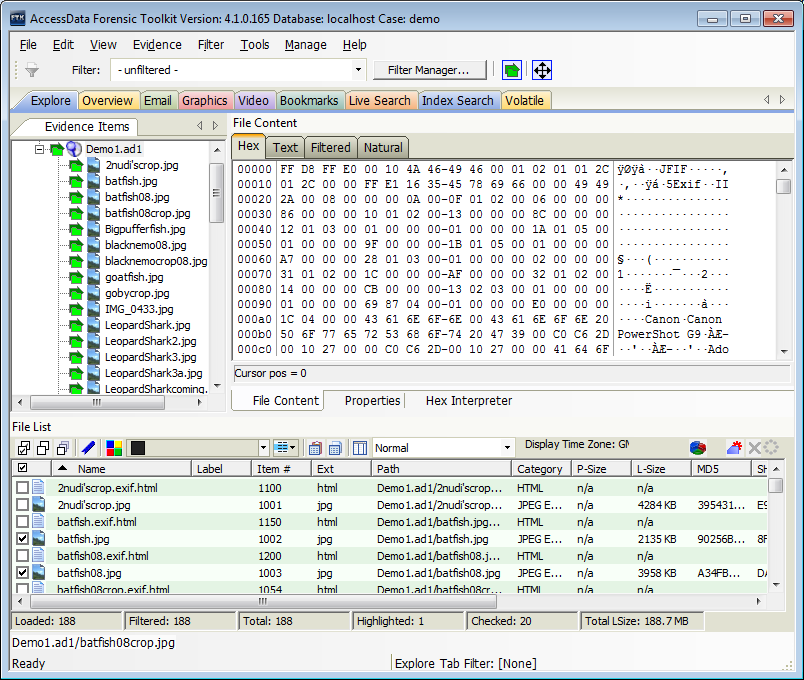 AccessData Forensic Toolkit Version: 4.1.0.165 Database: localhost Case: demo
File Edit View Evidence Filter Tools Manage Help
Filter: - unfiltered - Filter Manager...
Explore Overview Email Graphics Video Bookmarks Live Search Index Search Volatile
Evidence Items
Demo1.ad1
2nudi'scrop.jpg
batfish.jpg
batfish08.jpg
batfish08crop.jpg
Bigpufferfish.jpg
blacknemo08.jpg
blacknemocrop08.jpg
goatfish.jpg
gobycrop.jpg
IMG_0433.jpg
LeopardShark.jpg
LeopardShark2.jpg
LeopardShark3.jpg
LeopardShark3a.jpg
LeopardSharkcoming.
File Content
Hex Text Filtered Natural
00000 FF D8 FF E0 00 10 4A 46-49 46 00 01 02 01 01 2C ÿØÿà··JFIF·····,
00010 01 2C 00 00 FF E1 16 35-45 78 69 66 00 00 49 49 ·,··ÿá·5Exif··II
00020 2A 00 08 00 00 00 0A 00-0F 01 02 00 06 00 00 00 *···············
00030 86 00 00 00 10 01 02 00-13 00 00 00 8C 00 00 00 ················
00040 12 01 03 00 01 00 00 00-01 00 00 00 1A 01 05 00 ················
00050 01 00 00 00 9F 00 00 00-1B 01 05 00 01 00 00 00 ················
00060 A7 00 00 00 28 01 03 00-01 00 00 00 02 00 00 00 §···(···········
00070 31 01 02 00 1C 00 00 00-AF 00 00 00 32 01 02 00 1·······¯···2···
00080 14 00 00 00 CB 00 00 00-13 02 03 00 01 00 00 00 ····Ë···········
00090 01 00 00 00 69 87 04 00-01 00 00 00 E0 00 00 00 ····i·······à···
000a0 1C 04 00 00 43 61 6E 6F-6E 00 43 61 6E 6F 6E 20 ····Canon·Canon
000b0 50 6F 77 65 72 53 68 6F-74 20 47 39 00 C0 C6 2D PowerShot G9·ÀÆ-
000c0 00 10 27 00 00 C0 C6 2D-00 10 27 00 00 41 64 6F ··'··ÀÆ-··'··Ado
Cursor pos = 0
File Content Properties Hex Interpreter
File List
Normal Display Time Zone: GM
Name Label Item # Ext Path Category P-Size L-Size MD5 SH
2nudi'scrop.exif.html 1100 html Demo1.ad1/2nudi'scrop... HTML n/a n/a
2nudi'scrop.jpg 1001 jpg Demo1.ad1/2nudi'scrop... JPEG E... n/a 4284 KB 395431... E9
batfish.exif.html 1150 html Demo1.ad1/batfish.jpg... HTML n/a n/a
batfish.jpg 1002 jpg Demo1.ad1/batfish.jpg JPEG E... n/a 2135 KB 90256B... 8F
batfish08.exif.html 1200 html Demo1.ad1/batfish08.j... HTML n/a n/a
batfish08.jpg 1003 jpg Demo1.ad1/batfish08.jpg JPEG E... n/a 3958 KB A34FB... DA
batfish08crop.exif.html 1054 html Demo1.ad1/batfish08cr... HTML n/a n/a
Loaded: 188 Filtered: 188 Total: 188 Highlighted: 1 Checked: 20 Total LSize: 188.7 MB
Demo1.ad1/batfish08crop.jpg
Ready Explore Tab Filter: [None]